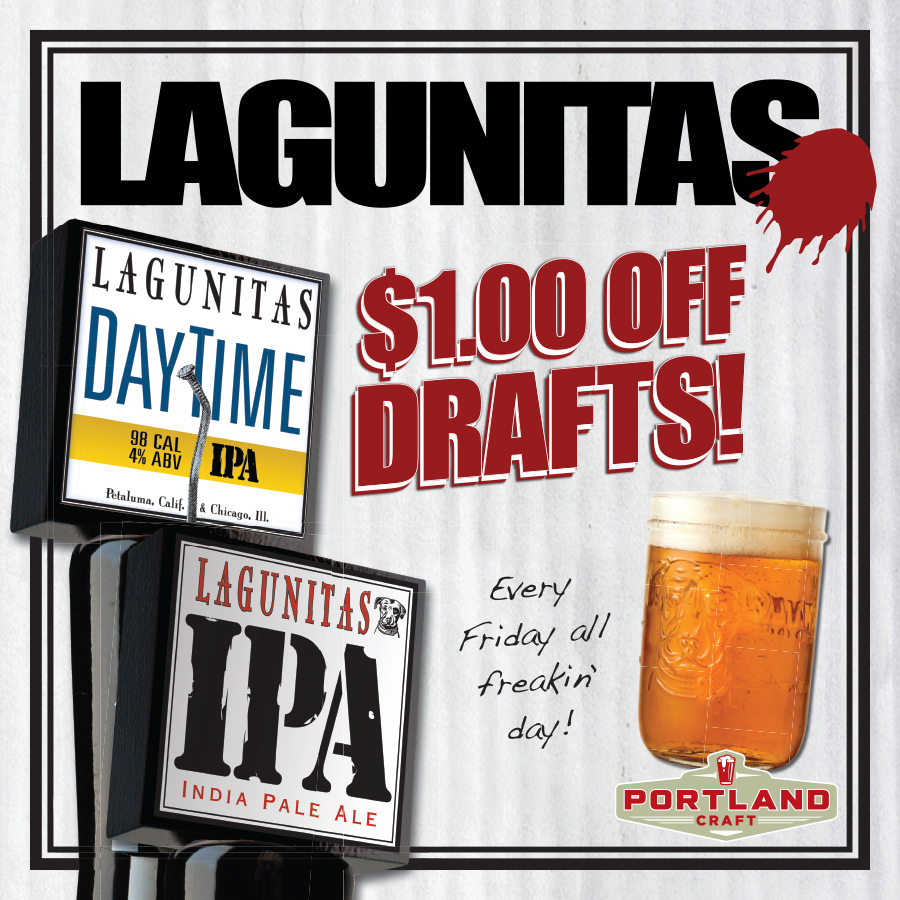 LAGUNITAS
LAGUNITAS
DAYTIME
98 CAL
4% ABV
IPA
Petaluma, Calif. & Chicago, Ill.
$1.00 OFF
DRAFTS!
LAGUNITAS
IPA
INDIA PALE ALE
Every
Friday all
freakin'
day!
PORTLAND
CRAFT